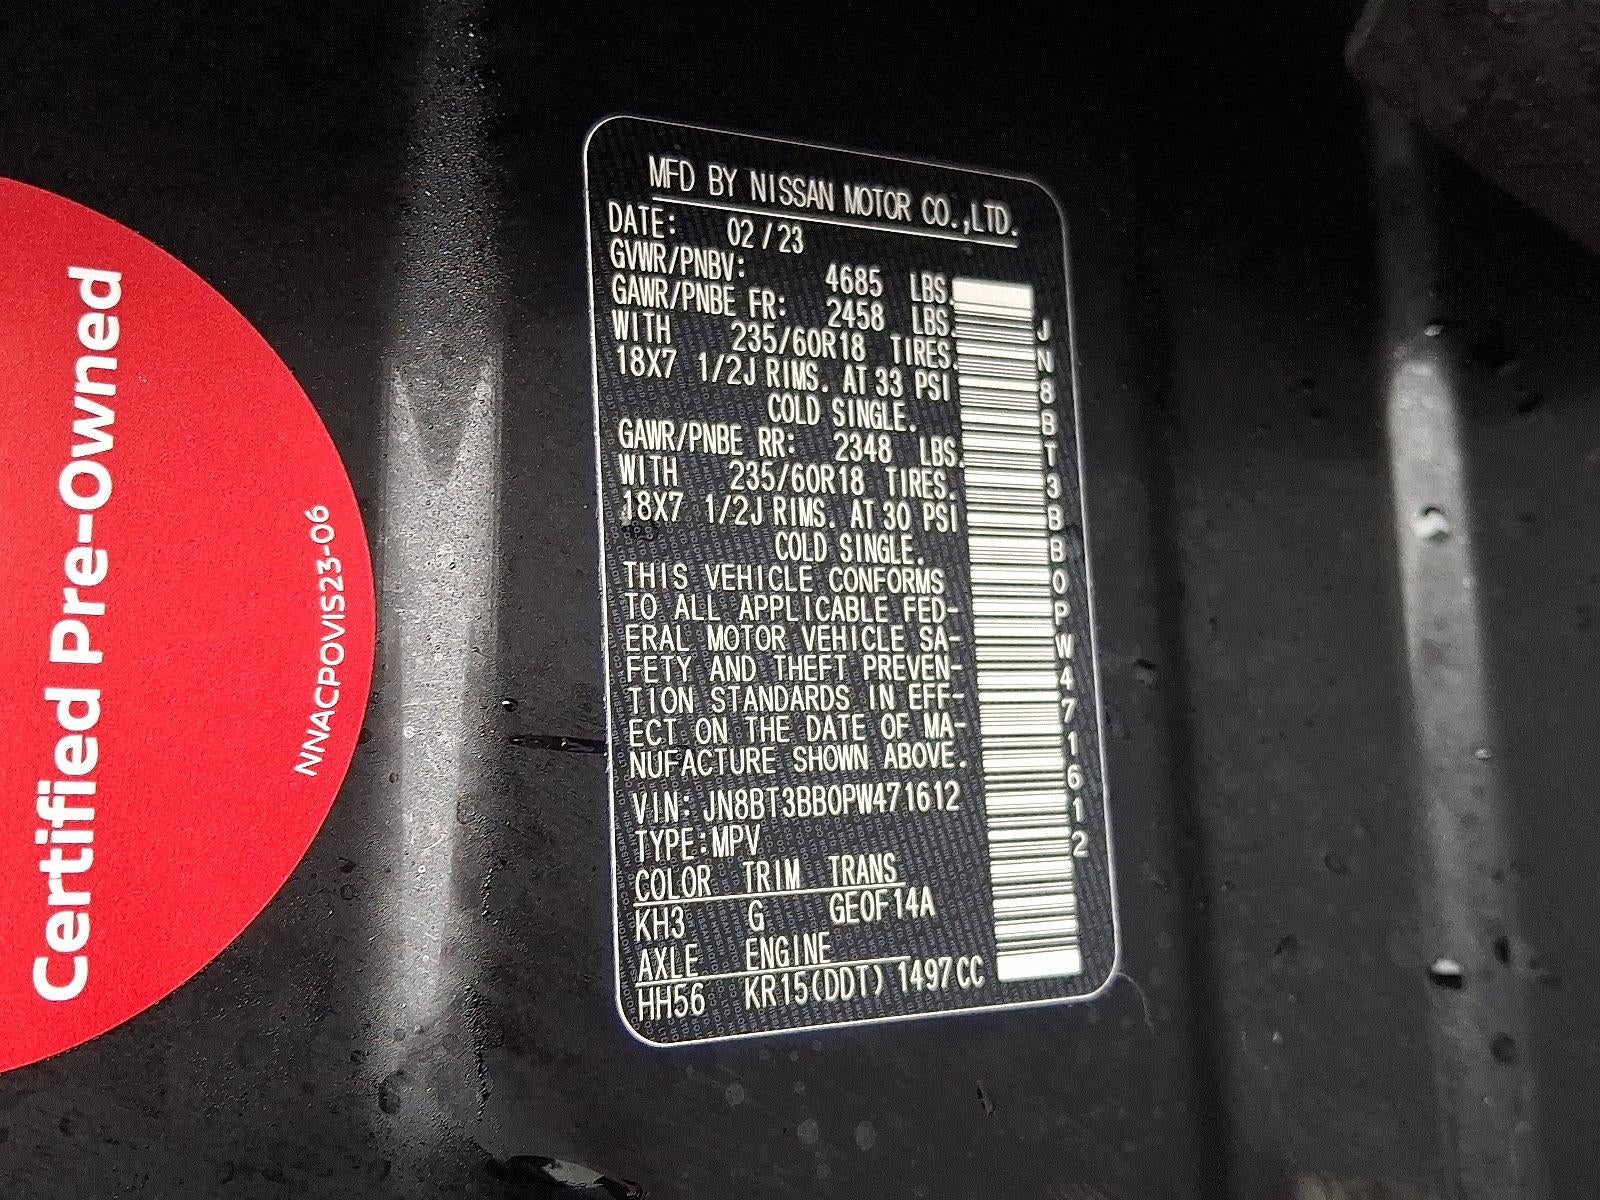 Certified Pre-Owned
NNACPOVIS23-06
MFD BY NISSAN MOTOR CO.,LTD.
DATE: 02/23
GVWR/PNBV: 4685 LBS.
GAWR/PNBE FR: 2458 LBS.
WITH 235/60R18 TIRES.
18X7 1/2J RIMS. AT 33 PSI
COLD SINGLE.
GAWR/PNBE RR: 2348 LBS.
WITH 235/60R18 TIRES.
18X7 1/2J RIMS. AT 30 PSI
COLD SINGLE.
THIS VEHICLE CONFORMS
TO ALL APPLICABLE FED-
ERAL MOTOR VEHICLE SA-
FETY AND THEFT PREVEN-
TION STANDARDS IN EFF-
ECT ON THE DATE OF MA-
NUFACTURE SHOWN ABOVE.
VIN: JN8BT3BB0PW471612
TYPE:MPV
COLOR TRIM TRANS
KH3 G GE0F14A
AXLE ENGINE
HH56 KR15(DDT) 1497CC
JN8BT3BB0PW471612